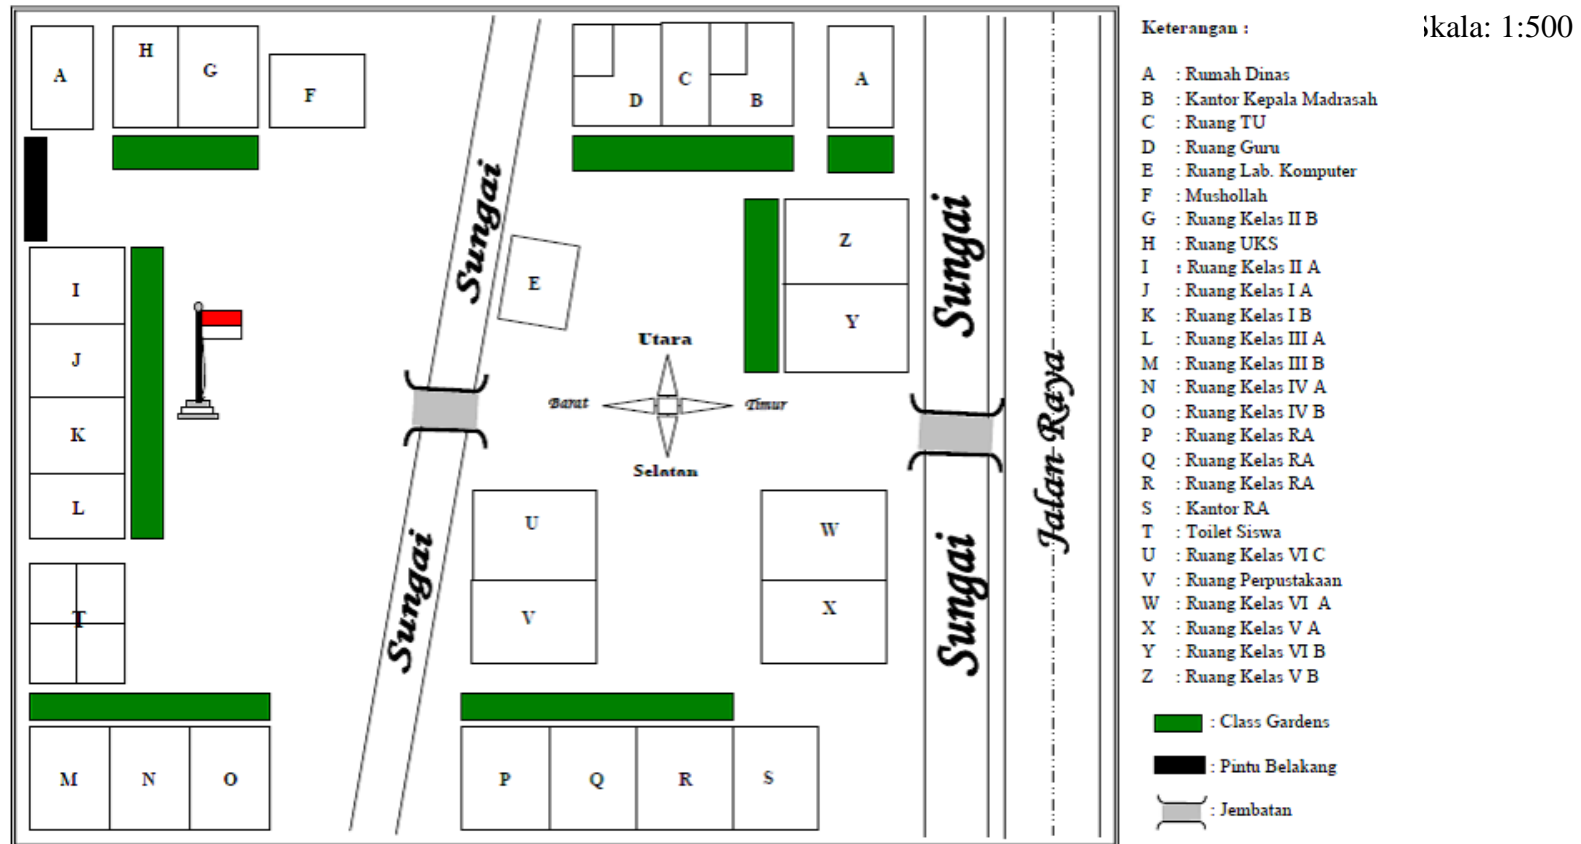 Keterangan :
kala: 1:500
A : Rumah Dinas
B : Kantor Kepala Madrasah
C : Ruang TU
D : Ruang Guru
E : Ruang Lab. Komputer
F : Mushollah
G : Ruang Kelas II B
H : Ruang UKS
I : Ruang Kelas II A
J : Ruang Kelas I A
K : Ruang Kelas I B
L : Ruang Kelas III A
M : Ruang Kelas III B
N : Ruang Kelas IV A
O : Ruang Kelas IV B
P : Ruang Kelas RA
Q : Ruang Kelas RA
R : Ruang Kelas RA
S : Kantor RA
T : Toilet Siswa
U : Ruang Kelas VI C
V : Ruang Perpustakaan
W : Ruang Kelas VI A
X : Ruang Kelas V A
Y : Ruang Kelas VI B
Z : Ruang Kelas V B
: Class Gardens
: Pintu Belakang
: Jembatan
A
H
G
F
D
C
B
A
Sungai
Sungai
Z
E
Y
I
J
K
L
Utara
Barat
Timur
Selatan
Jalan Raya
U
W
V
X
Sungai
Sungai
T
M
N
O
P
Q
R
S